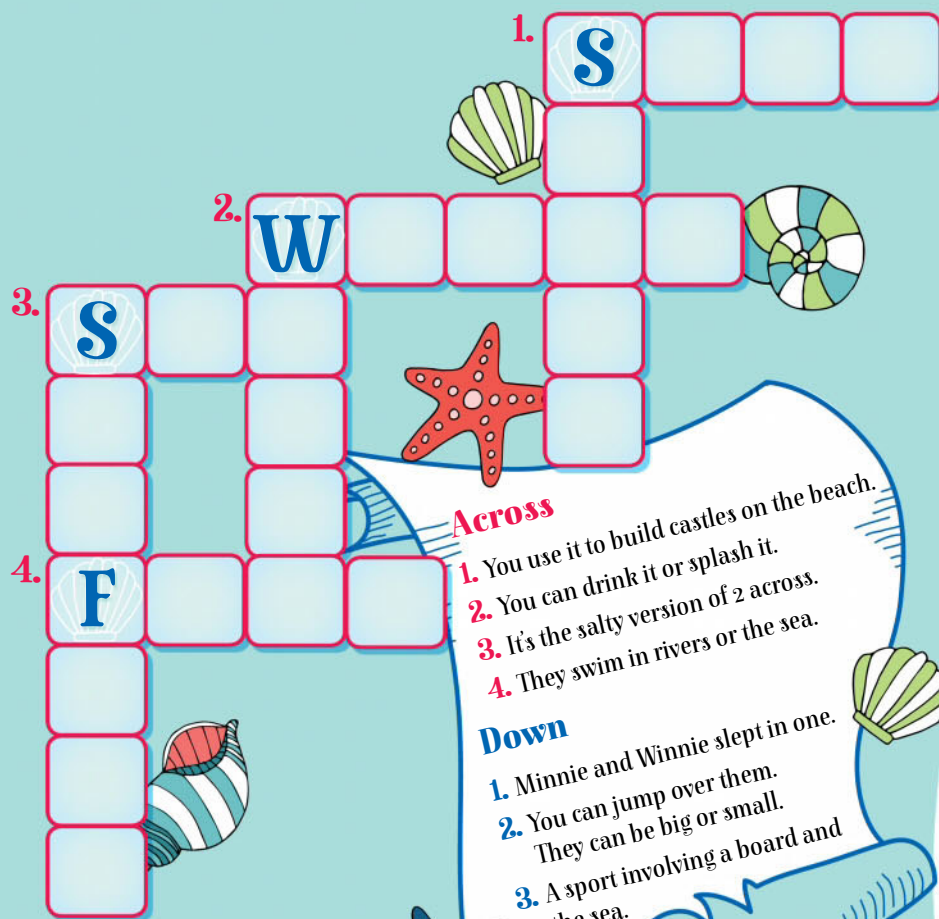 1.
S
2.
W
3.
S
4.
F
Across
1. You use it to build castles on the beach.
2. You can drink it or splash it.
3. It's the salty version of 2 across.
4. They swim in rivers or the sea.
Down
1. Minnie and Winnie slept in one.
2. You can jump over them.
They can be big or small.
3. A sport involving a board and
the sea.